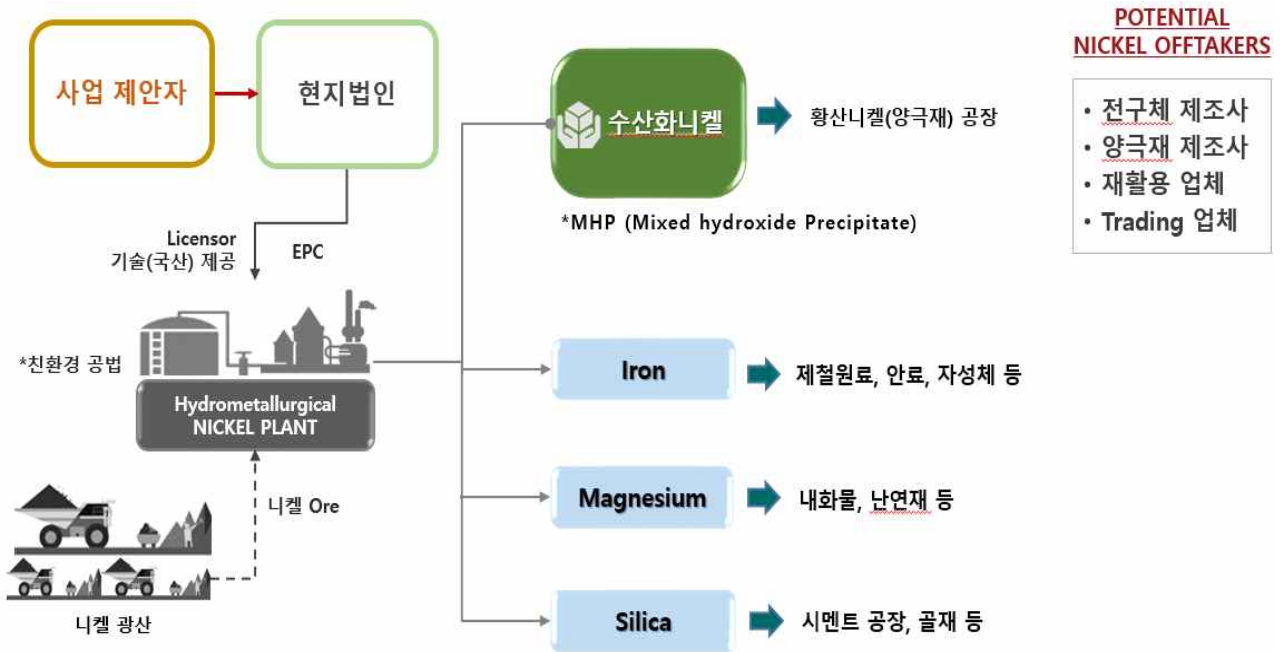 사업 제안자
현지법인
Licensor
기술(국산) 제공
EPC
*친환경 공법
Hydrometallurgical
NICKEL PLANT
니켈 Ore
니켈 광산
수산화니켈
황산니켈(양극재) 공장
*MHP (Mixed hydroxide Precipitate)
Iron
제철원료, 안료, 자성체 등
Magnesium
내화물, 난연재 등
Silica
시멘트 공장, 골재 등
POTENTIAL
NICKEL OFFTAKERS
• 전구체 제조사
• 양극재 제조사
• 재활용 업체
• Trading 업체